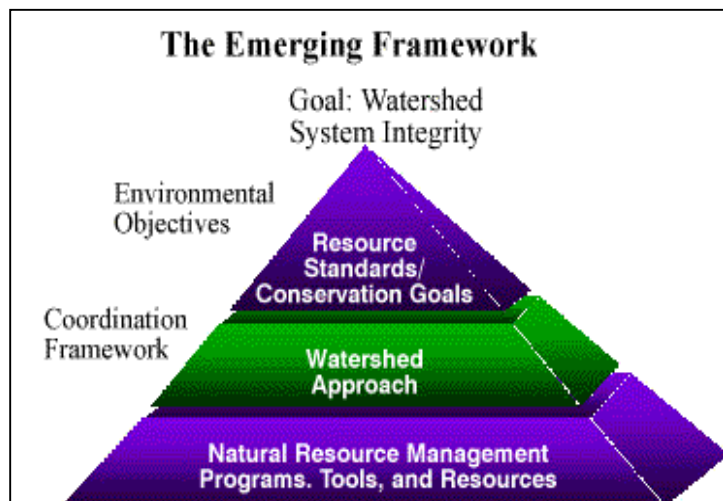 The Emerging Framework
Goal: Watershed
System Integrity
Environmental
Objectives
Resource
Standards/
Conservation Goals
Coordination
Framework
Watershed
Approach
Natural Resource Management
Programs. Tools, and Resources